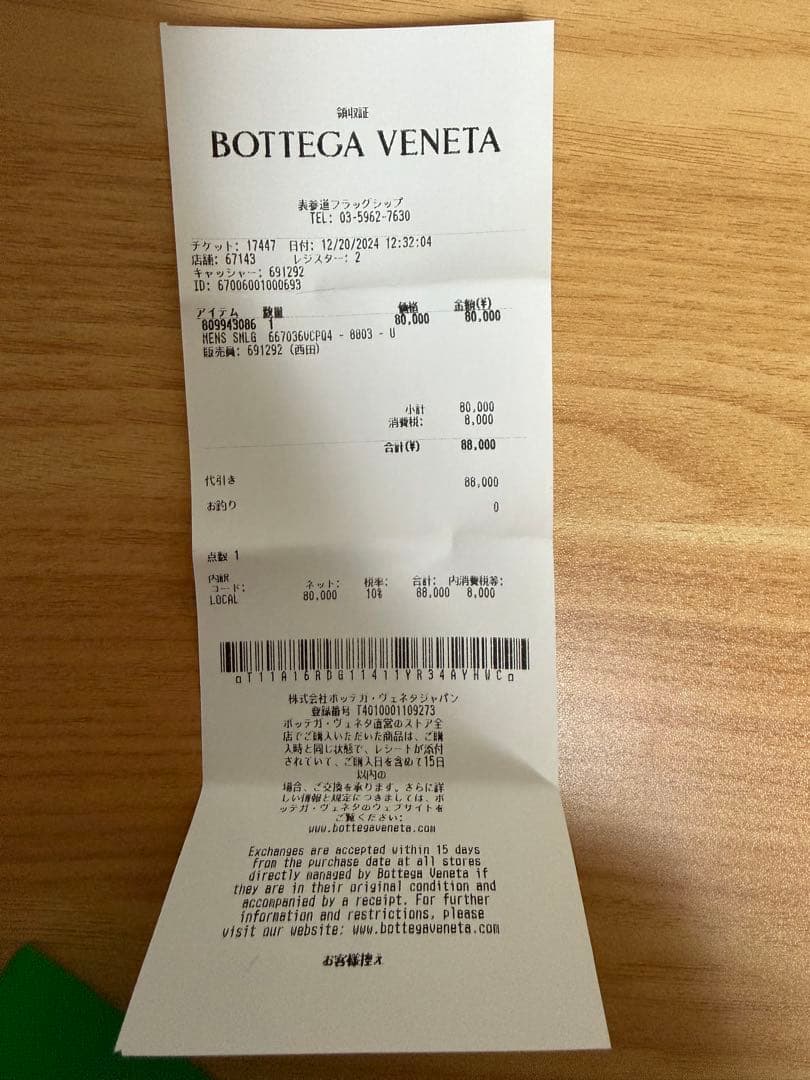 領収証
BOTTEGA VENETA
表参道フラッグシップ
TEL: 03-5962-7630
チケット: 17447 日付: 12/20/2024 12:32:04
店舗: 67143 レジスター: 2
キャッシャー: 691292
ID: 67006001000693
アイテム 数量 価格 金額(¥)
809943086 1 80,000 80,000
MENS SMLG 667036VCPQ4 - 8803 - U
販売員: 691292 (西田)
小計 80,000
消費税: 8,000
合計(¥) 88,000
代引き 88,000
お釣り 0
点数 1
内訳
コード: ネット: 税率: 合計: 内消費税等:
LOCAL 80,000 10% 88,000 8,000
T11A16RDG11411YR34AYHWC
株式会社ボッテガ・ヴェネタジャパン
登録番号 T4010001109273
ボッテガ・ヴェネタ直営のストア全
店でご購入いただいた商品は、ご購
入時と同じ状態で、レシートが添付
されていて、ご購入日を含めて15日
以内の
場合、ご交換を承ります。さらに詳
しい情報と規定につきましては、ボ
ッテガ・ヴェネタのウェブサイトを
ご覧ください:
www.bottegaveneta.com
Exchanges are accepted within 15 days
from the purchase date at all stores
directly managed by Bottega Veneta if
they are in their original condition and
accompanied by a receipt. For further
information and restrictions, please
visit our website: www.bottegaveneta.com
お客様控え